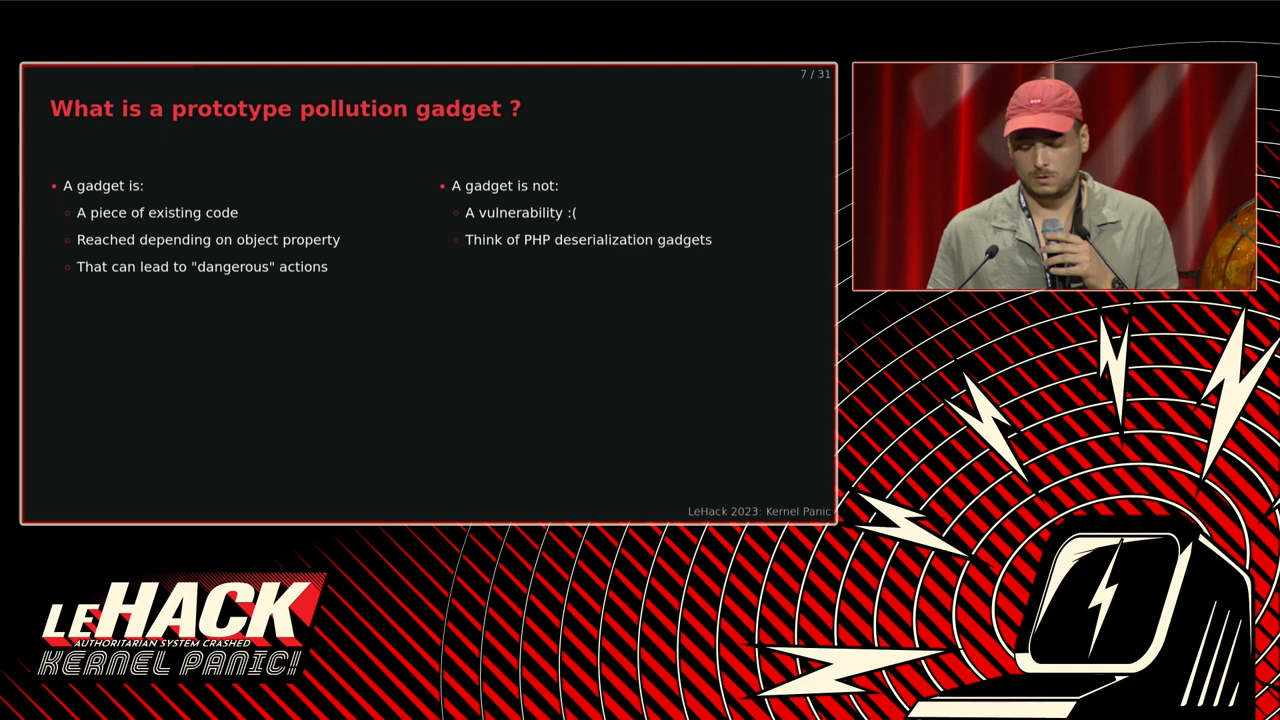 7 / 31
What is a prototype pollution gadget ?
• A gadget is:
◦ A piece of existing code
◦ Reached depending on object property
◦ That can lead to "dangerous" actions
• A gadget is not:
◦ A vulnerability :(
◦ Think of PHP deserialization gadgets
LeHack 2023: Kernel Panic
LEHACK
AUTHORITARIAN SYSTEM CRASHED
KERNEL PANIC!